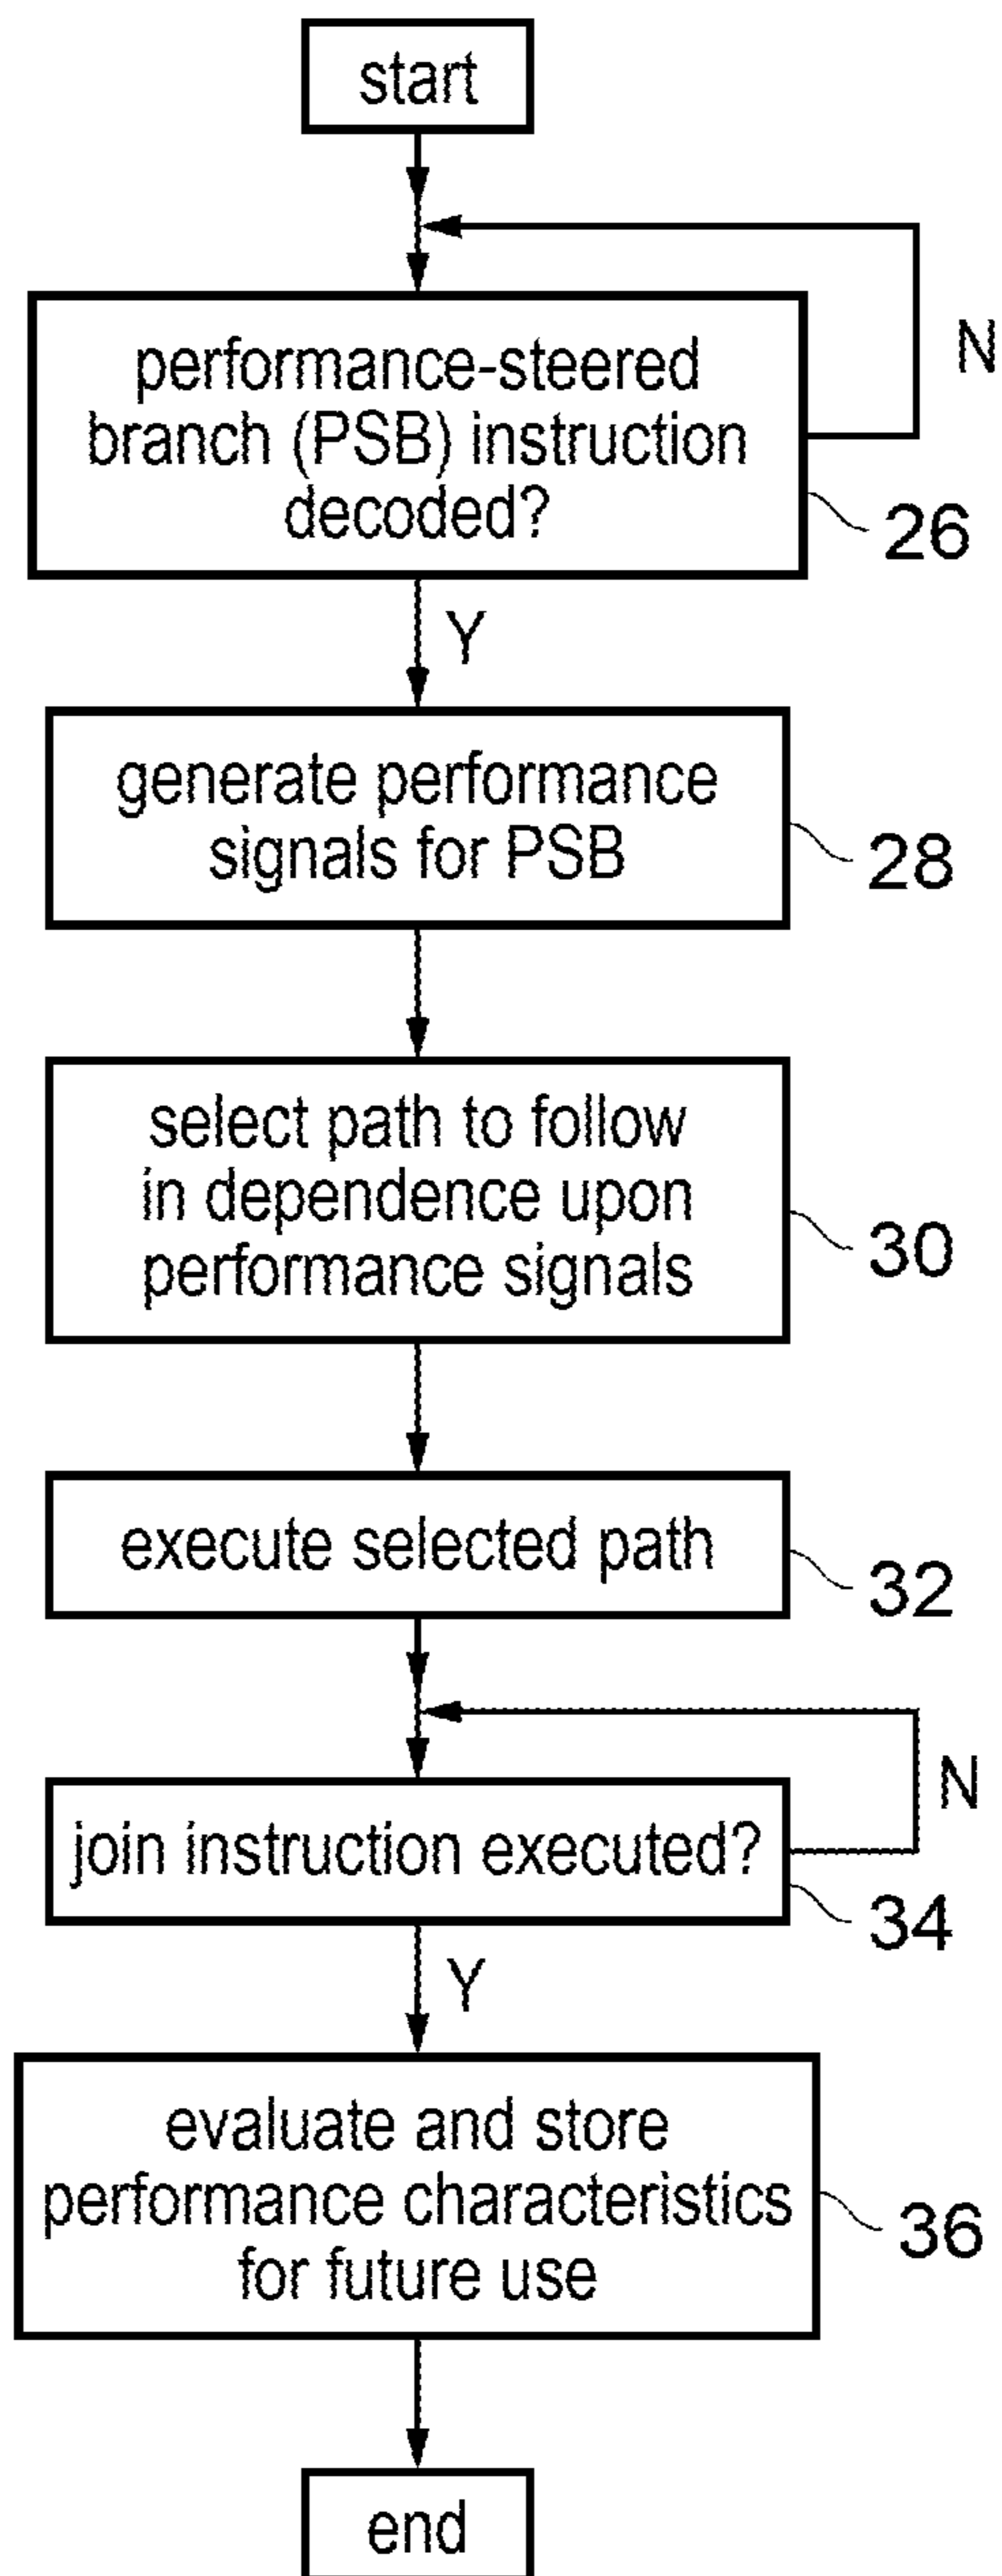 start
N
performance-steered
branch (PSB) instruction
decoded?
26
Y
generate performance
signals for PSB
28
select path to follow
in dependence upon
performance signals
30
execute selected path
32
N
join instruction executed?
34
Y
evaluate and store
performance characteristics
for future use
36
end